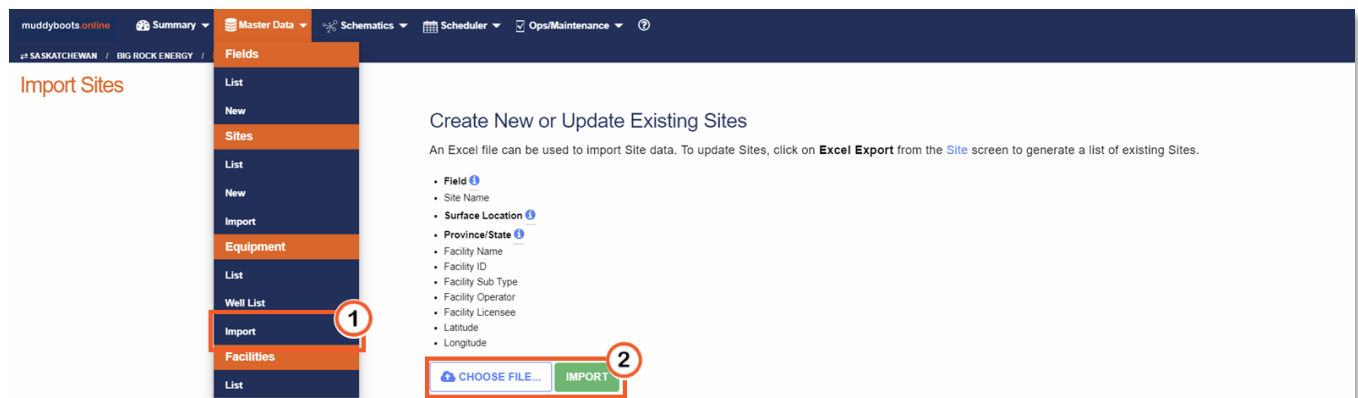 muddyboots.online Summary Master Data Schematics Scheduler Ops/Maintenance ?
SASKATCHEWAN / BIG ROCK ENERGY /
Import Sites
Fields
List
New
Sites
List
New
Import
Equipment
List
Well List
Import
1
Facilities
List
Create New or Update Existing Sites
An Excel file can be used to import Site data. To update Sites, click on Excel Export from the Site screen to generate a list of existing Sites.
• Field i
• Site Name
• Surface Location i
• Province/State i
• Facility Name
• Facility ID
• Facility Sub Type
• Facility Operator
• Facility Licensee
• Latitude
• Longitude
2
CHOOSE FILE... IMPORT